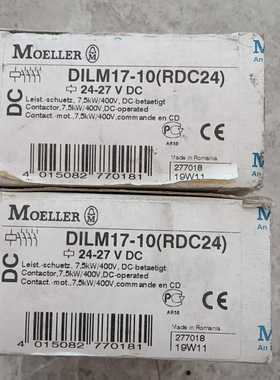 MOELLER
DILM17-10(RDC24)
24-27 V DC
DC
Leist.-schuetz, 7,5kW/400V, DC-betaetigt
Contactor,7,5kW/400V,DC-operated
Contact.-mot.,7,5kW/400V,commande en CD
Made in Romania
277018
19W11
4 015082 770181
An
MOELLER
DILM17-10(RDC24)
24-27 V DC
DC
Leist.-schuetz, 7,5kW/400V, DC-betaetigt
Contactor,7,5kW/400V,DC-operated
Contact.-mot.,7,5kW/400V,commande en CD
Made in Romania
277018
19W11
4 015082 770181
An